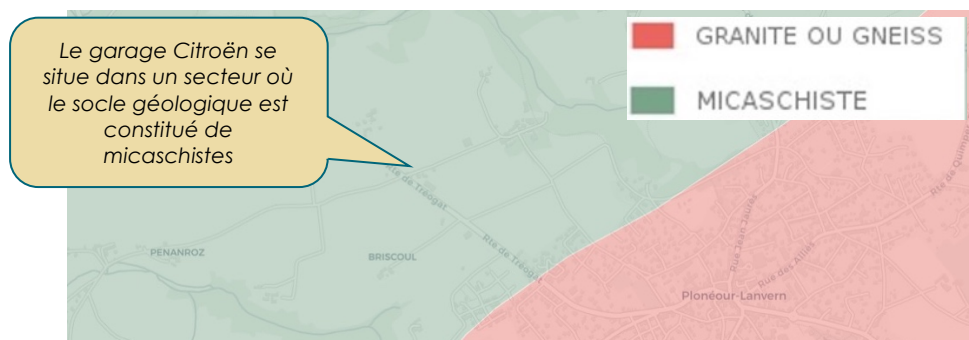 Le garage Citroën se
situe dans un secteur où
le socle géologique est
constitué de
micaschistes
GRANITE OU GNEISS
MICASCHISTE
Rte de Tréogat
Rte de Tréogat
PENANROZ
BRISCOUL
Rue Jean Jaurès
Rue des Alliés
Rte de Quimper
Plonéour-Lanvern